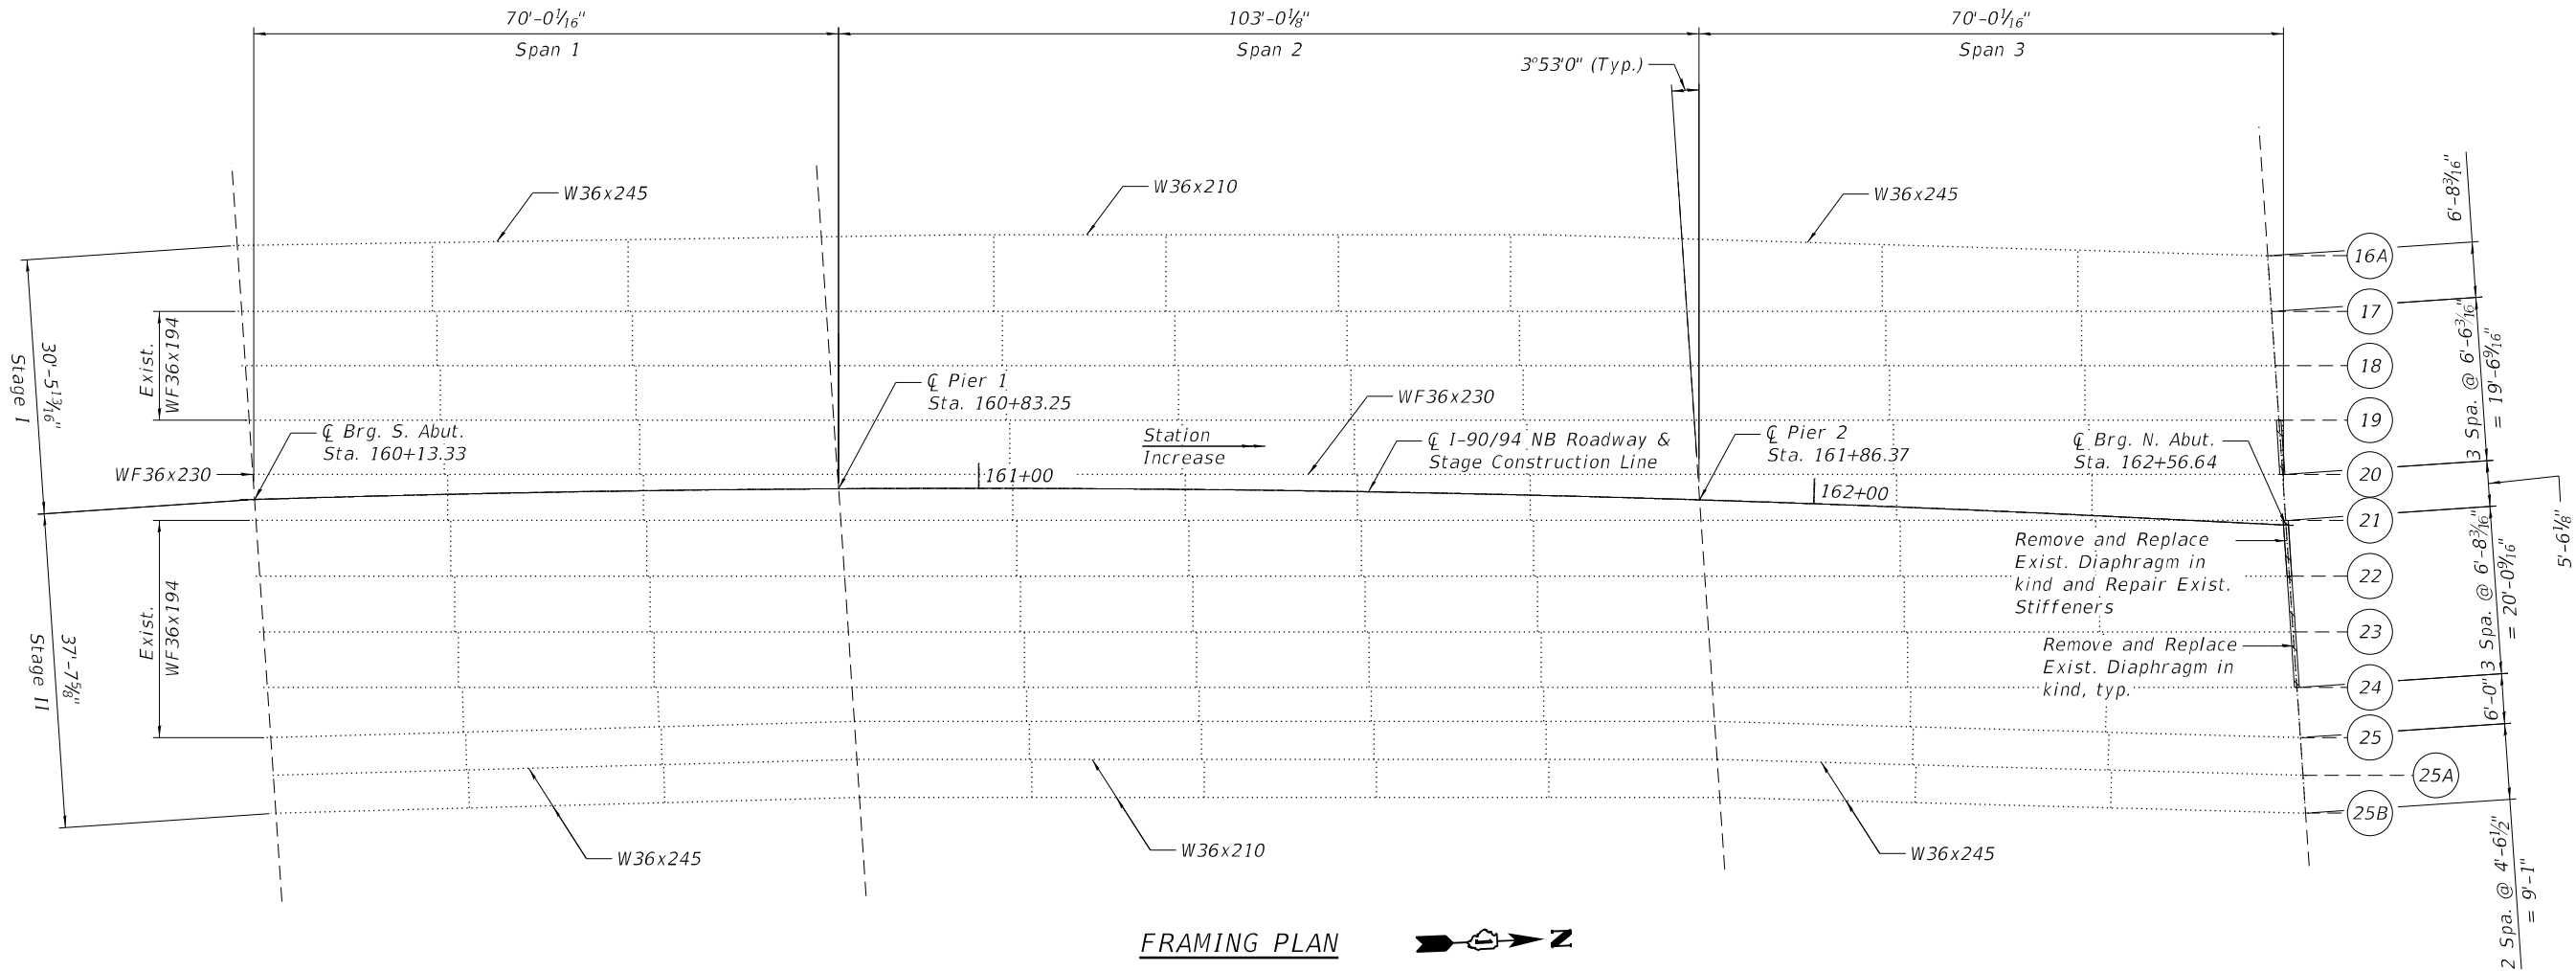 70'-0 1/16"
103'-0 1/8"
70'-0 1/16"
Span 1
Span 2
Span 3
3°53'0" (Typ.)
W36x245
W36x210
W36x245
6'-8 3/16"
16A
17
18
19
20
21
22
23
24
25
25A
25B
3 Spa. @ 6'-6 3/16"
= 19'-6 9/16"
5'-6 1/8"
3 Spa. @ 6'-8 3/16"
= 20'-0 9/16"
6'-0"
2 Spa. @ 4'-6 1/2"
= 9'-1"
30'-5 13/16"
Stage I
37'-7 5/8"
Stage II
Exist.
WF36x194
Exist.
WF36x194
WF36x230
℄ Brg. S. Abut.
Sta. 160+13.33
℄ Pier 1
Sta. 160+83.25
161+00
Station
Increase
WF36x230
℄ I-90/94 NB Roadway &
Stage Construction Line
℄ Pier 2
Sta. 161+86.37
162+00
℄ Brg. N. Abut.
Sta. 162+56.64
Remove and Replace
Exist. Diaphragm in
kind and Repair Exist.
Stiffeners
Remove and Replace
Exist. Diaphragm in
kind, typ.
W36x245
W36x210
W36x245
FRAMING PLAN
N